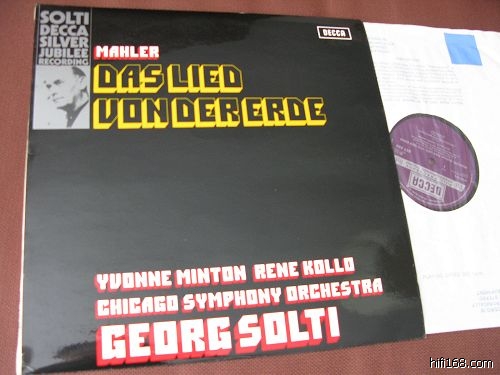 SOLTI
DECCA
SILVER
JUBILEE
RECORDING
MAHLER
DECCA
DAS LIED
VON DER ERDE
YVONNE MINTON RENE KOLLO
CHICAGO SYMPHONY ORCHESTRA
GEORG SOLTI
DECCA
hifi168.com